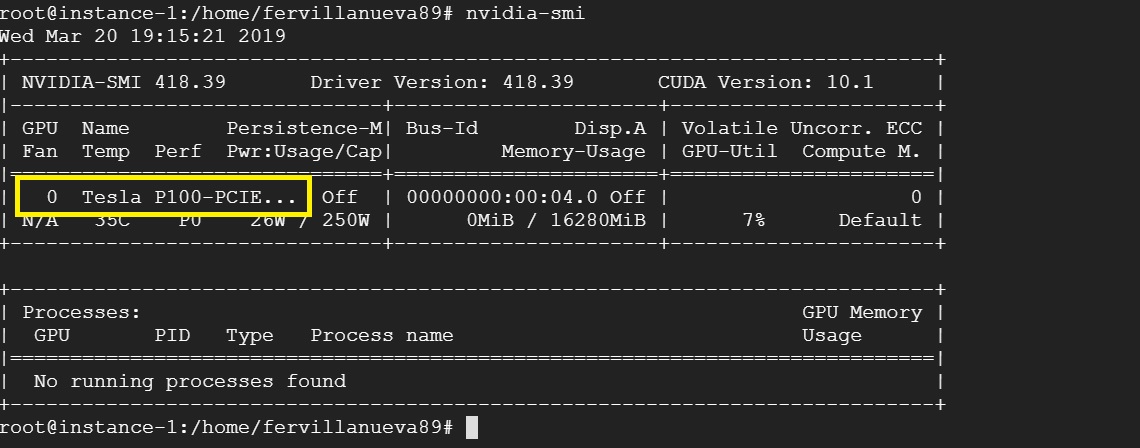 root@instance-1:/home/fervillanueva89# nvidia-smi
Wed Mar 20 19:15:21 2019
+-----------------------------------------------------------------------------+
| NVIDIA-SMI 418.39       Driver Version: 418.39       CUDA Version: 10.1     |
|-------------------------------+----------------------+----------------------+
| GPU  Name        Persistence-M| Bus-Id        Disp.A | Volatile Uncorr. ECC |
| Fan  Temp  Perf  Pwr:Usage/Cap|         Memory-Usage | GPU-Util  Compute M. |
|===============================+======================+======================|
|   0  Tesla P100-PCIE...  Off  | 00000000:00:04.0 Off |                    0 |
| N/A   35C    P0    26W / 250W |      0MiB / 16280MiB |      7%      Default |
+-------------------------------+----------------------+----------------------+
+-----------------------------------------------------------------------------+
| Processes:                                                       GPU Memory |
|  GPU       PID   Type   Process name                             Usage      |
|=============================================================================|
|  No running processes found                                                 |
+-----------------------------------------------------------------------------+
root@instance-1:/home/fervillanueva89#